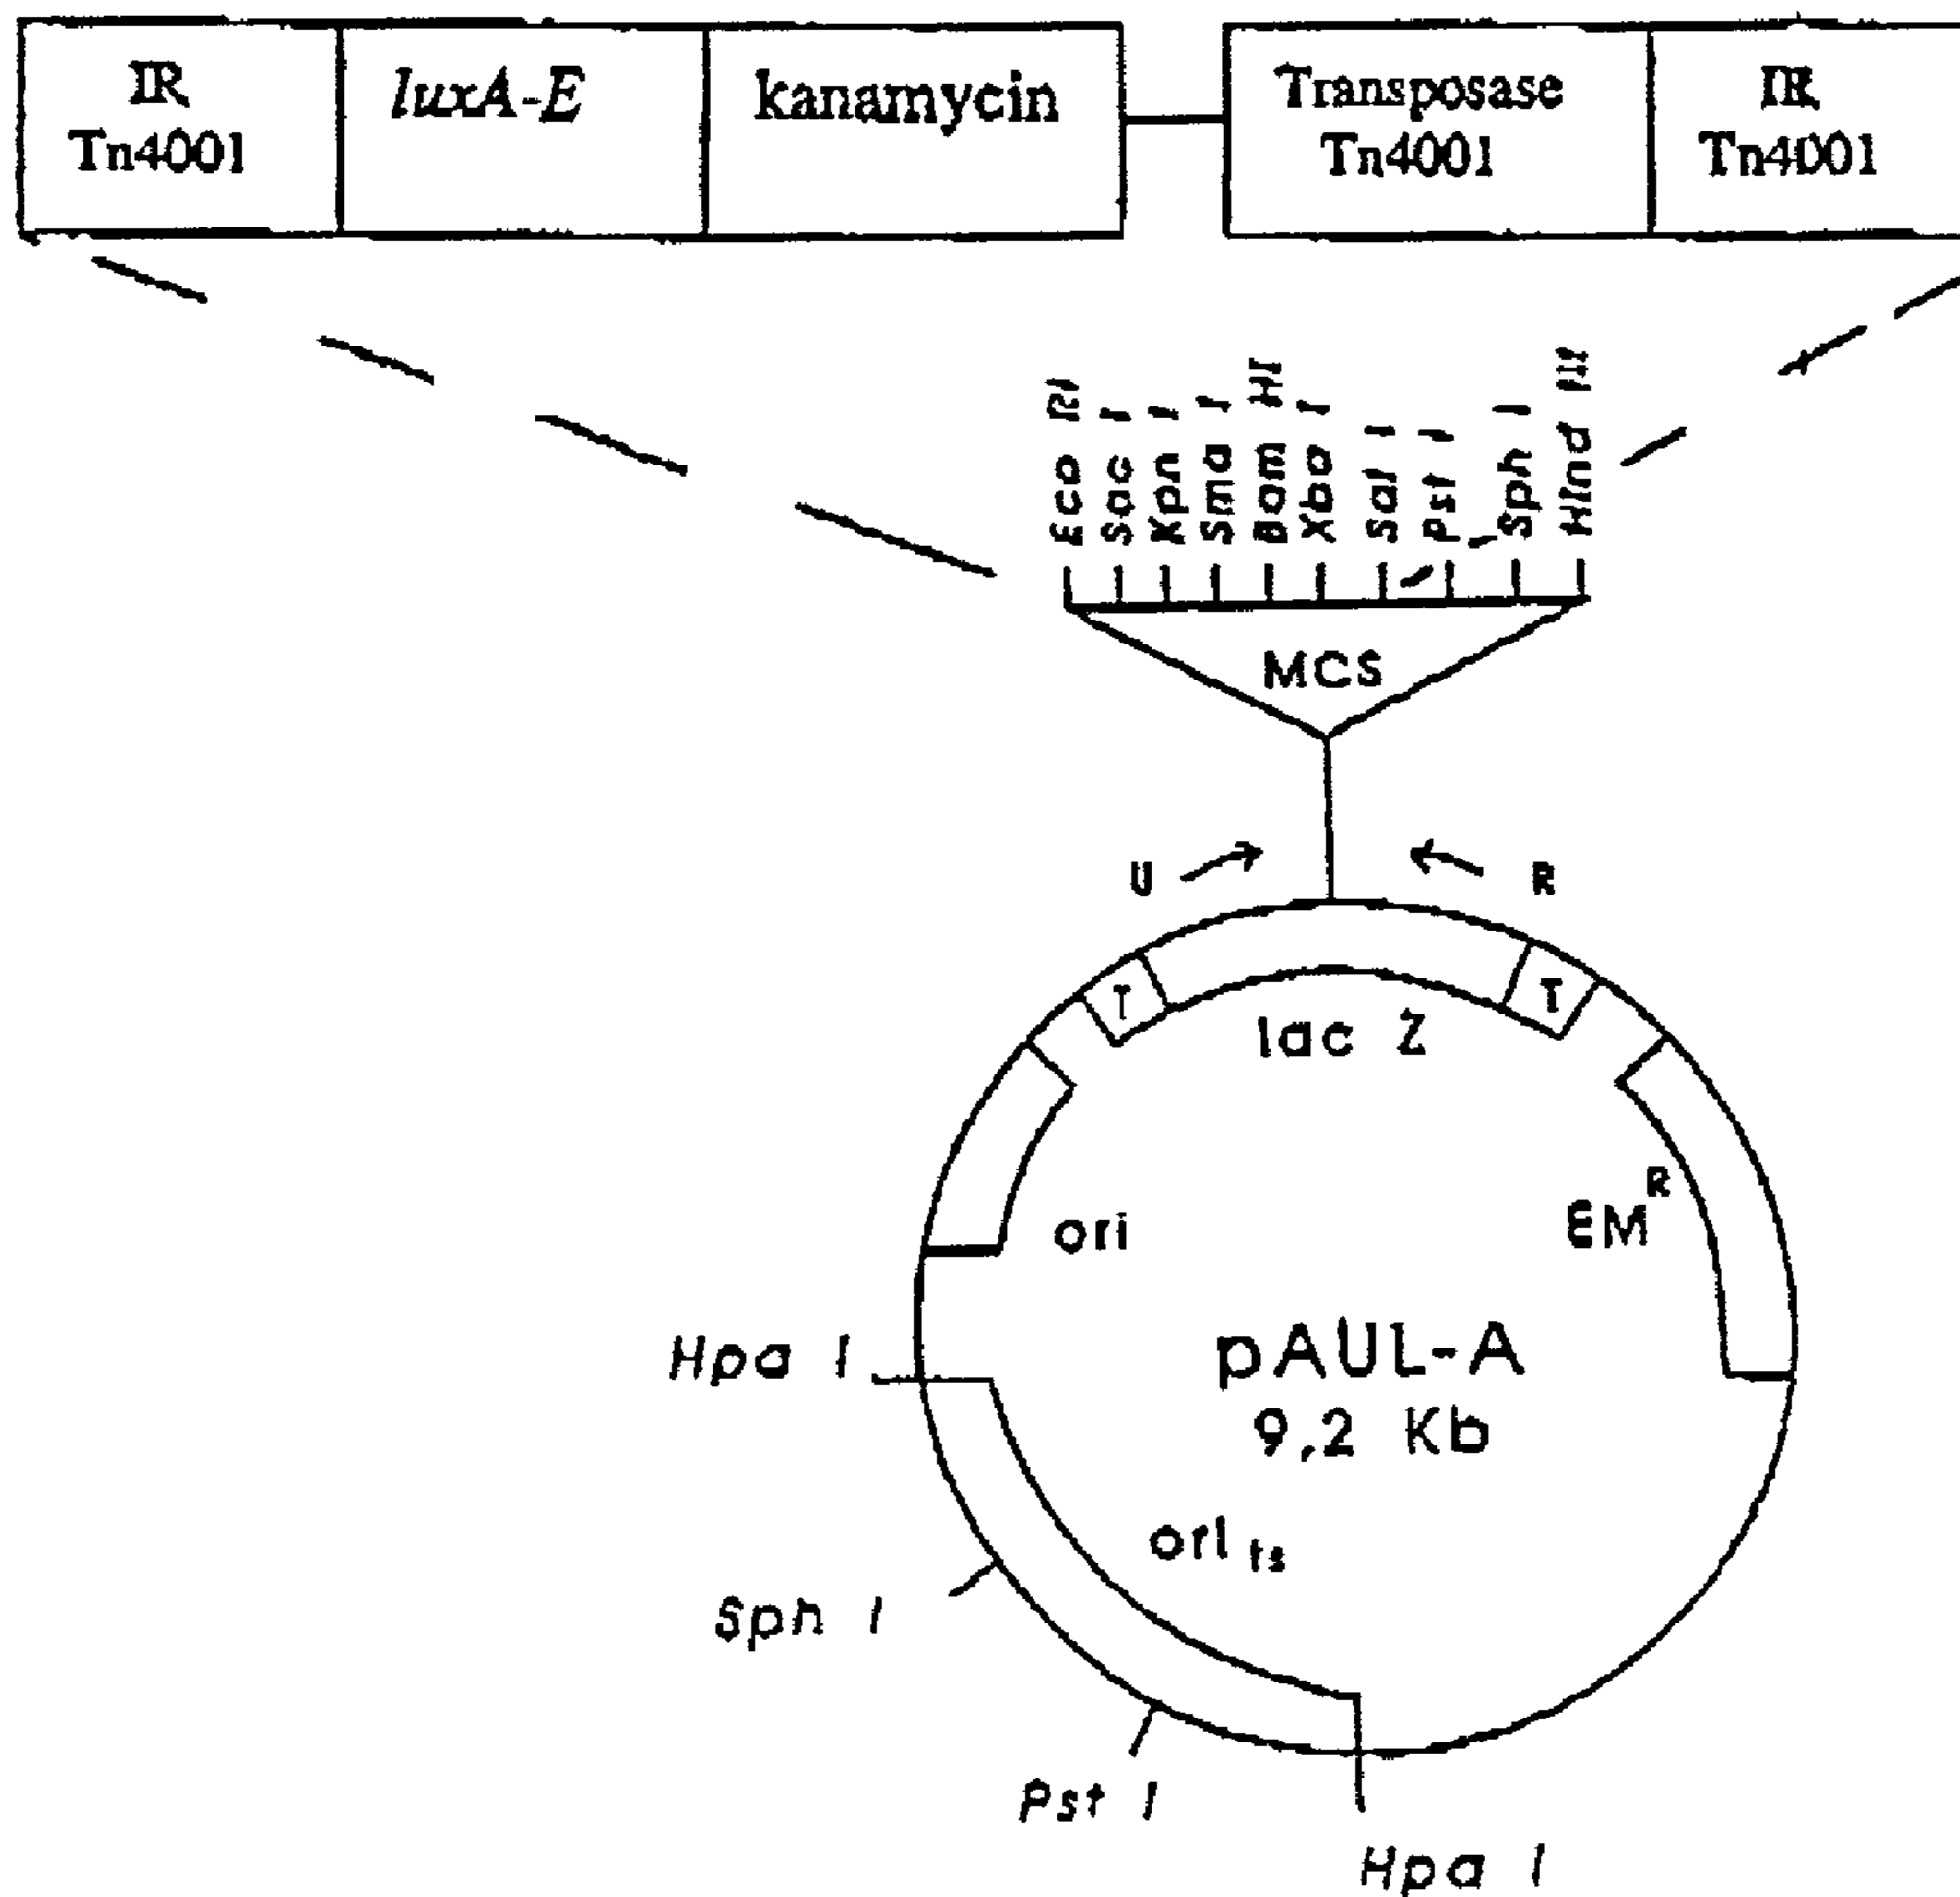 IR
Tn4001
luxA-E
kanamycin
Transposase
Tn4001
IR
Tn4001
Eco RI
Sac I
Kpn I
Sma I
Bam HI
Xba I
Sal I
Pst I
Sph I
Hind III
MCS
U
R
T
T
lac Z
ori
EM R
Hpa I
pAUL-A
9,2 Kb
ori ts
Sph I
Pst I
Hpa I